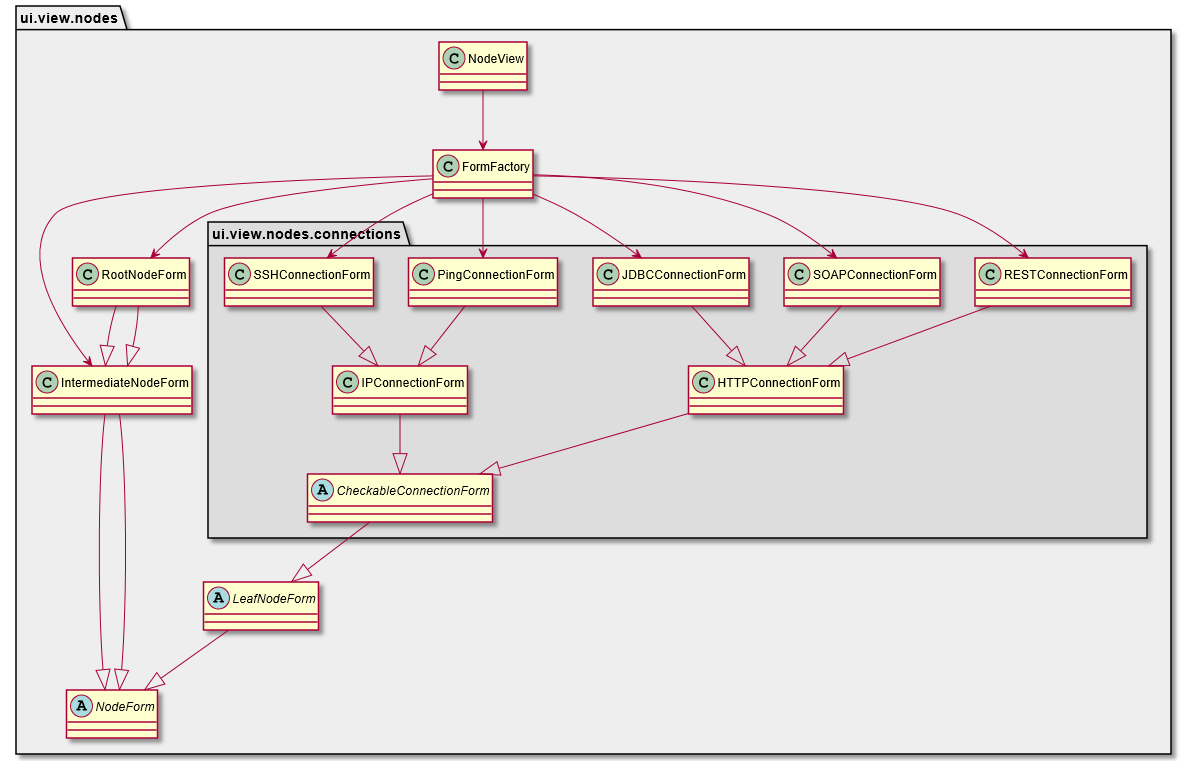 ui.view.nodes
C NodeView
C FormFactory
ui.view.nodes.connections
C RootNodeForm
C SSHConnectionForm
C PingConnectionForm
C JDBCConnectionForm
C SOAPConnectionForm
C RESTConnectionForm
C IntermediateNodeForm
C IPConnectionForm
C HTTPConnectionForm
A CheckableConnectionForm
A LeafNodeForm
A NodeForm